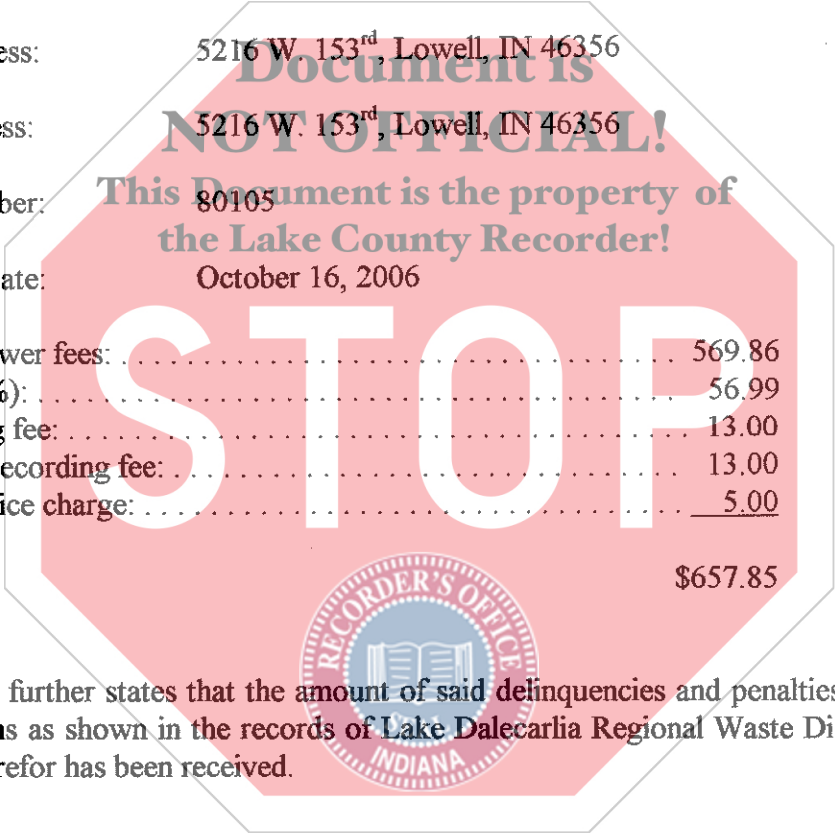 ess: 5216 W. 153rd, Lowell, IN 46356
Document is
ess: 5216 W. 153rd, Lowell, IN 46356
NOT OFFICIAL!
This Document is the property of
ber: 80105
the Lake County Recorder!
ate: October 16, 2006
wer fees: 569.86
%): 56.99
g fee: 13.00
ecording fee: 13.00
ice charge: 5.00
STOP
$657.85
RECORDER'S OFFICE
further states that the amount of said delinquencies and penalties
ns as shown in the records of Lake Dalecarlia Regional Waste Di
INDIANA
refor has been received.